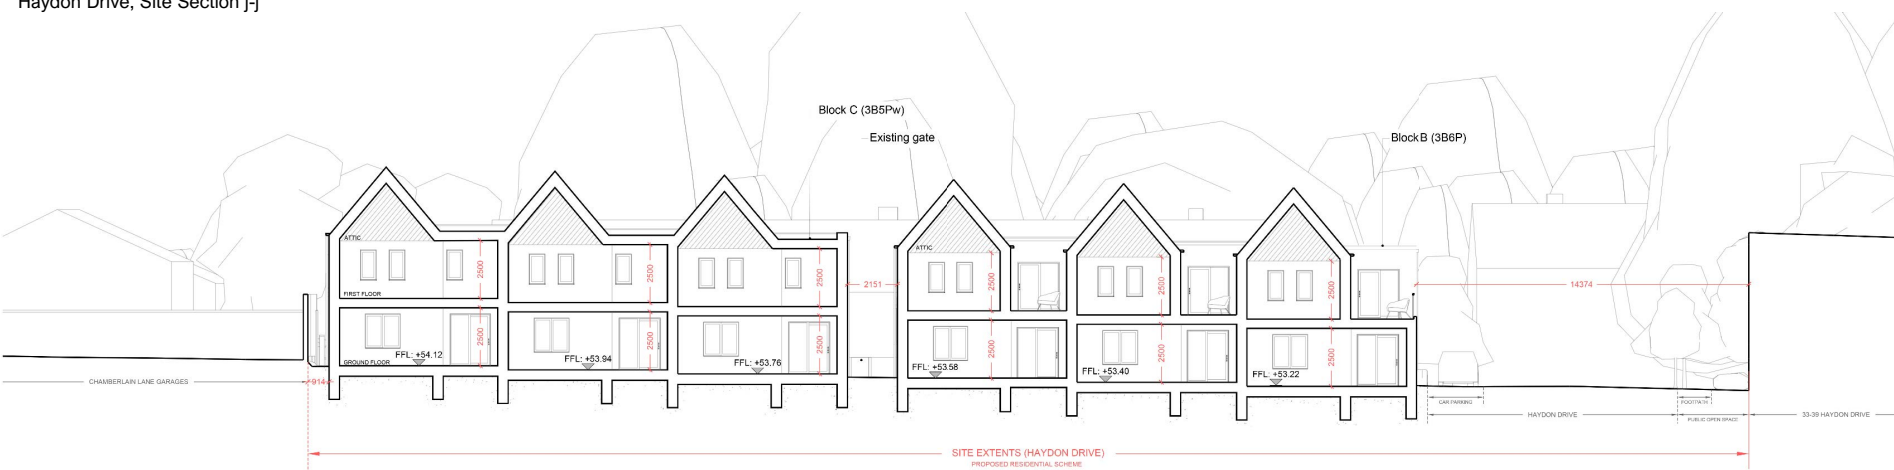 Haydon Drive, Site Section j-j
Block C (3B5Pw)
Existing gate
Block B (3B6P)
ATTIC
ATTIC
2500
2500
2500
2500
2500
2500
FIRST FLOOR
2151
14374
2500
2500
2500
2500
2500
2500
GROUND FLOOR
FFL: +54.12
FFL: +53.94
FFL: +53.76
FFL: +53.58
FFL: +53.40
FFL: +53.22
CHAMBERLAIN LANE GARAGES
914
CAR PARKING
FOOTPATH
HAYDON DRIVE
PUBLIC OPEN SPACE
33-39 HAYDON DRIVE
SITE EXTENTS (HAYDON DRIVE)
PROPOSED RESIDENTIAL SCHEME